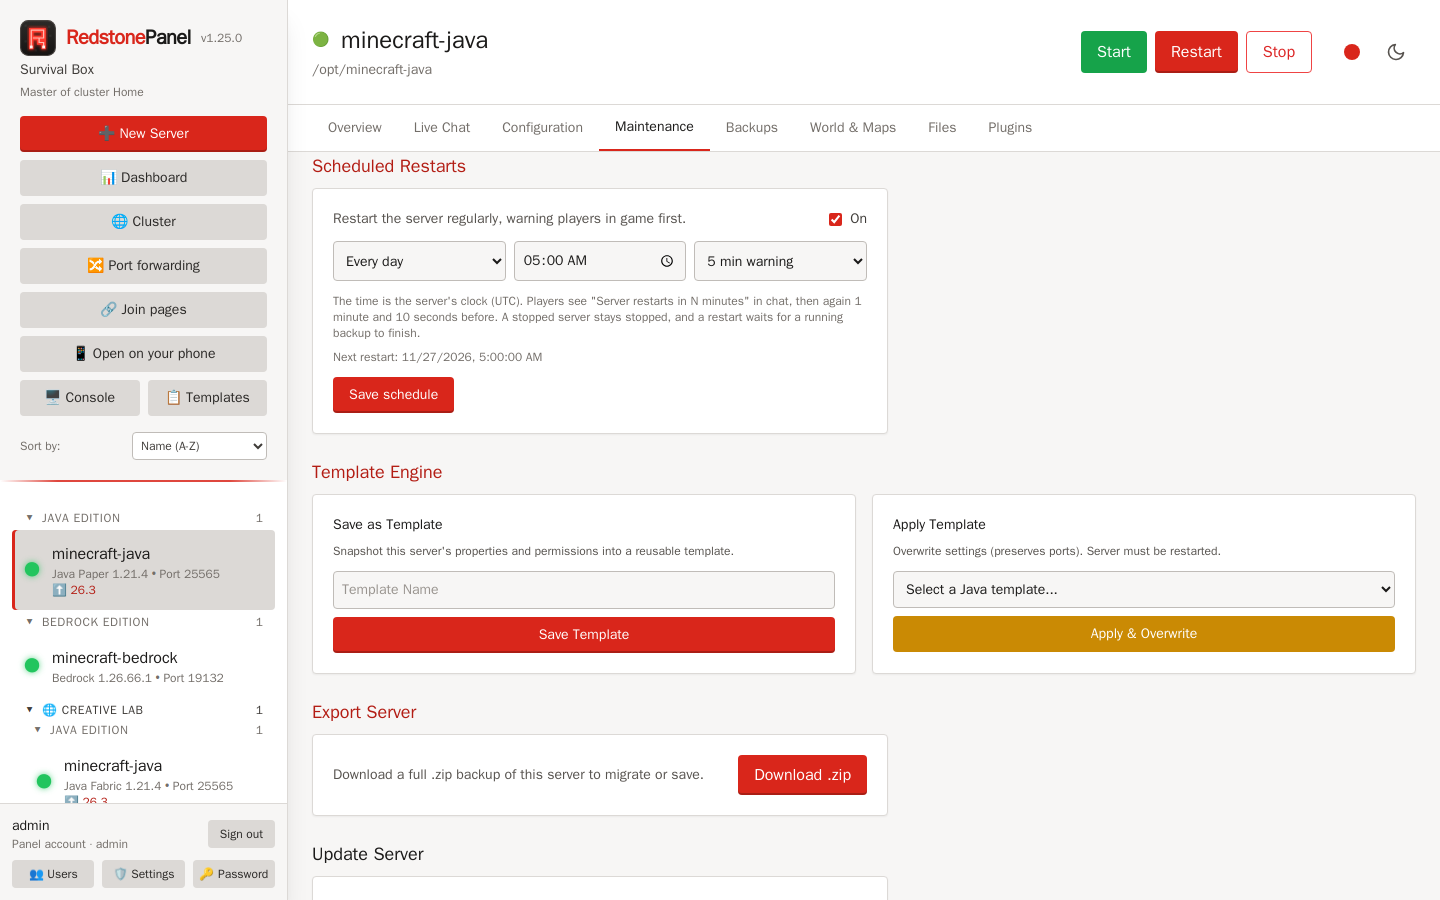 RedstonePanel v1.25.0
Survival Box
Master of cluster Home
➕ New Server
📊 Dashboard
🌐 Cluster
🔀 Port forwarding
🔗 Join pages
📱 Open on your phone
🖥️ Console
📋 Templates
Sort by:
Name (A-Z)
JAVA EDITION 1
minecraft-java
Java Paper 1.21.4 • Port 25565
⬆️ 26.3
BEDROCK EDITION 1
minecraft-bedrock
Bedrock 1.26.66.1 • Port 19132
🌐 CREATIVE LAB 1
JAVA EDITION 1
minecraft-java
Java Fabric 1.21.4 • Port 25565
⬆️ 26.3
admin
Panel account · admin
Sign out
👥 Users
🛡️ Settings
🔑 Password
minecraft-java
/opt/minecraft-java
Start
Restart
Stop
Overview
Live Chat
Configuration
Maintenance
Backups
World & Maps
Files
Plugins
Scheduled Restarts
Restart the server regularly, warning players in game first.
On
Every day
05:00 AM
5 min warning
The time is the server's clock (UTC). Players see "Server restarts in N minutes" in chat, then again 1
minute and 10 seconds before. A stopped server stays stopped, and a restart waits for a running
backup to finish.
Next restart: 11/27/2026, 5:00:00 AM
Save schedule
Template Engine
Save as Template
Snapshot this server's properties and permissions into a reusable template.
Template Name
Save Template
Apply Template
Overwrite settings (preserves ports). Server must be restarted.
Select a Java template...
Apply & Overwrite
Export Server
Download a full .zip backup of this server to migrate or save.
Download .zip
Update Server